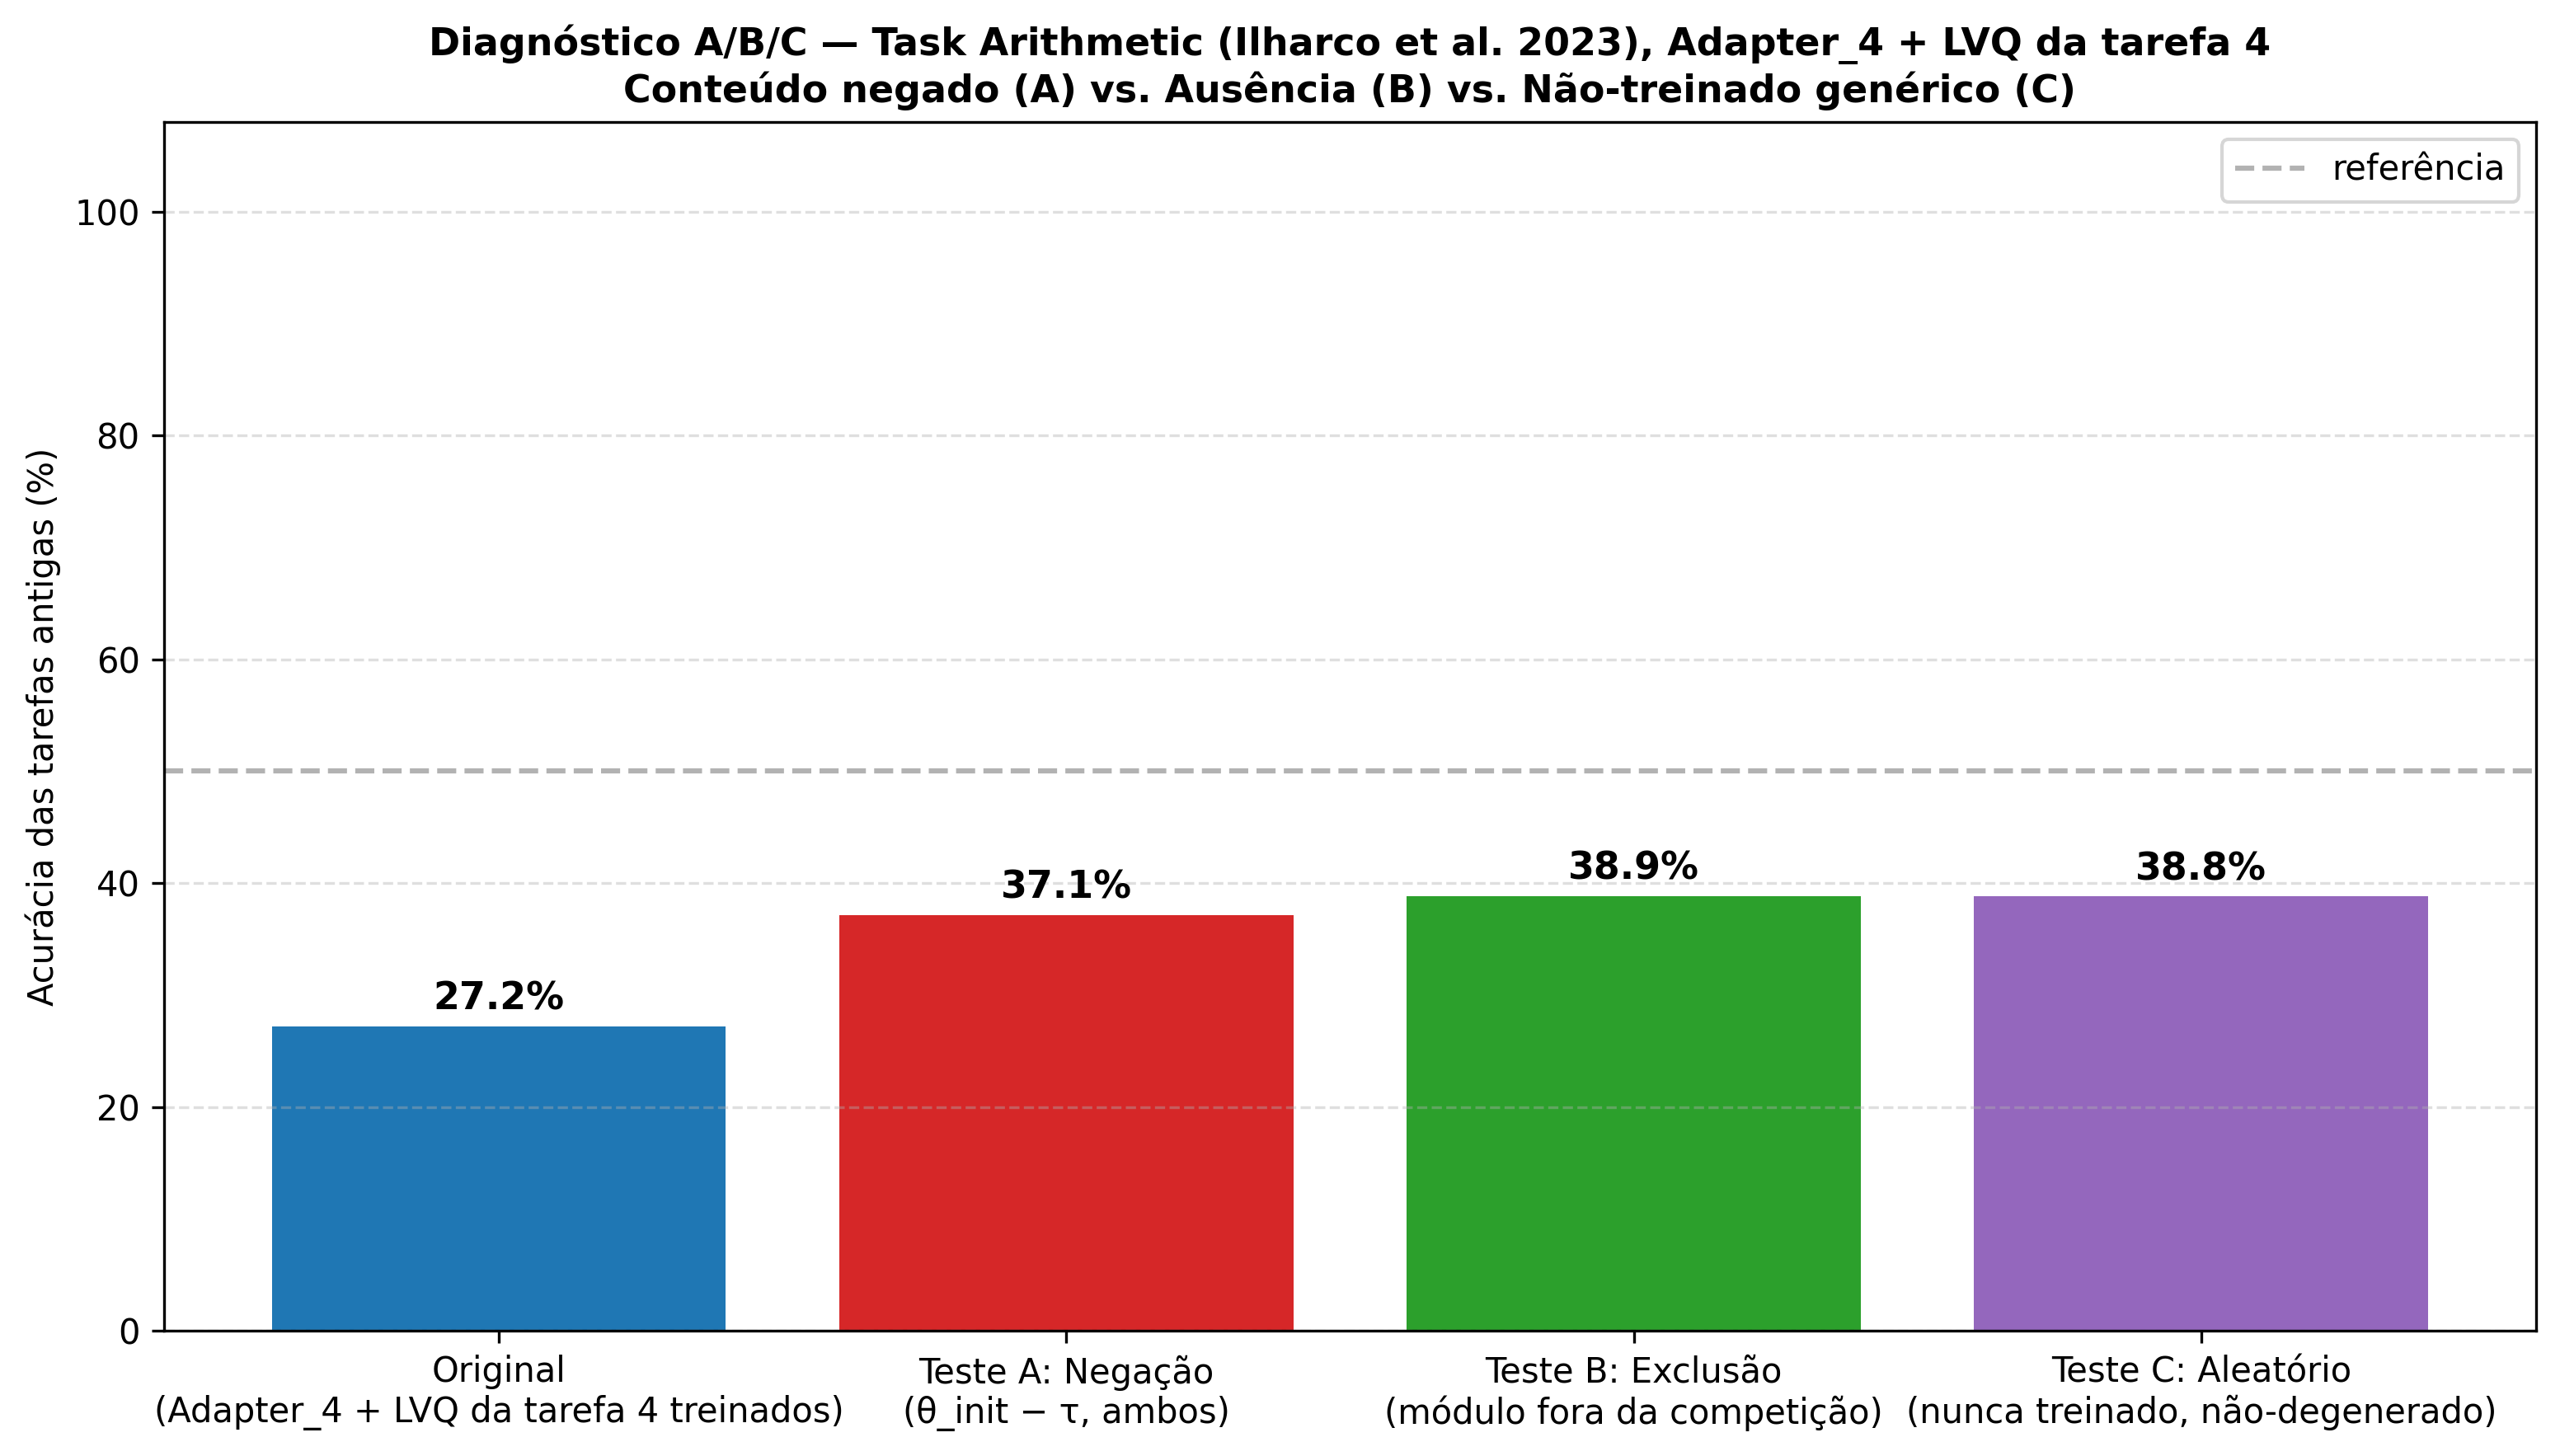 Diagnóstico A/B/C — Task Arithmetic (Ilharco et al. 2023), Adapter_4 + LVQ da tarefa 4
Conteúdo negado (A) vs. Ausência (B) vs. Não-treinado genérico (C)
referência
Acurácia das tarefas antigas (%)
100
80
60
40
20
0
27.2%
37.1%
38.9%
38.8%
Original
(Adapter_4 + LVQ da tarefa 4 treinados)
Teste A: Negação
(θ_init − τ, ambos)
Teste B: Exclusão
(módulo fora da competição)
Teste C: Aleatório
(nunca treinado, não-degenerado)